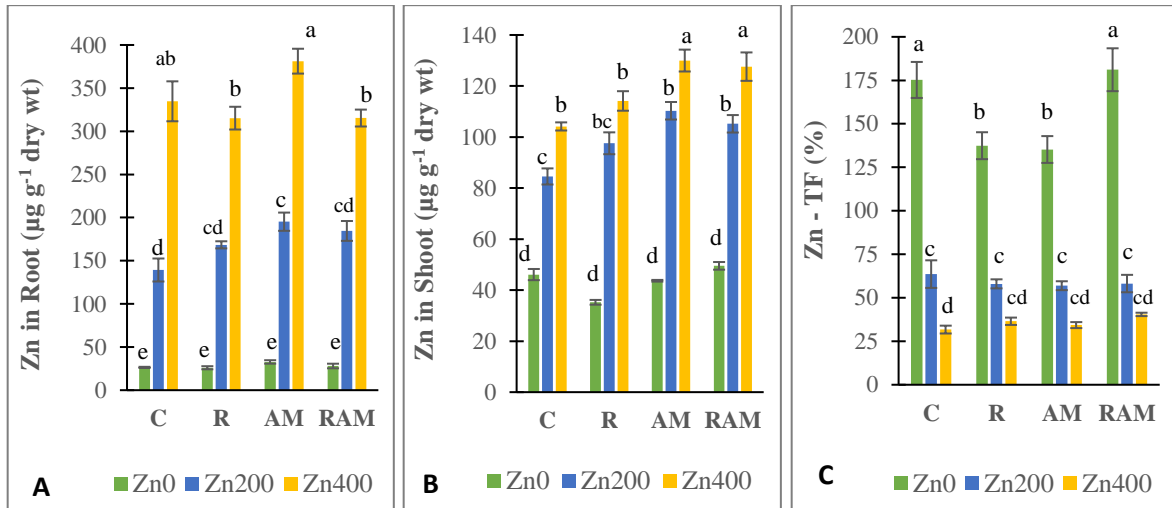 Zn in Root (µg g-1 dry wt)
400
350
300
250
200
150
100
50
0
ab
b
a
b
d
cd
c
cd
e
e
e
e
C R AM RAM
A
Zn0 Zn200 Zn400
Zn in Shoot (µg g-1 dry wt)
140
120
100
80
60
40
20
0
b
b
a
a
c
bc
b
b
d
d
d
d
C R AM RAM
B
Zn0 Zn200 Zn400
Zn - TF (%)
200
175
150
125
100
75
50
25
0
a
b
b
a
c
c
c
c
d
cd
cd
cd
C R AM RAM
C
Zn0 Zn200 Zn400